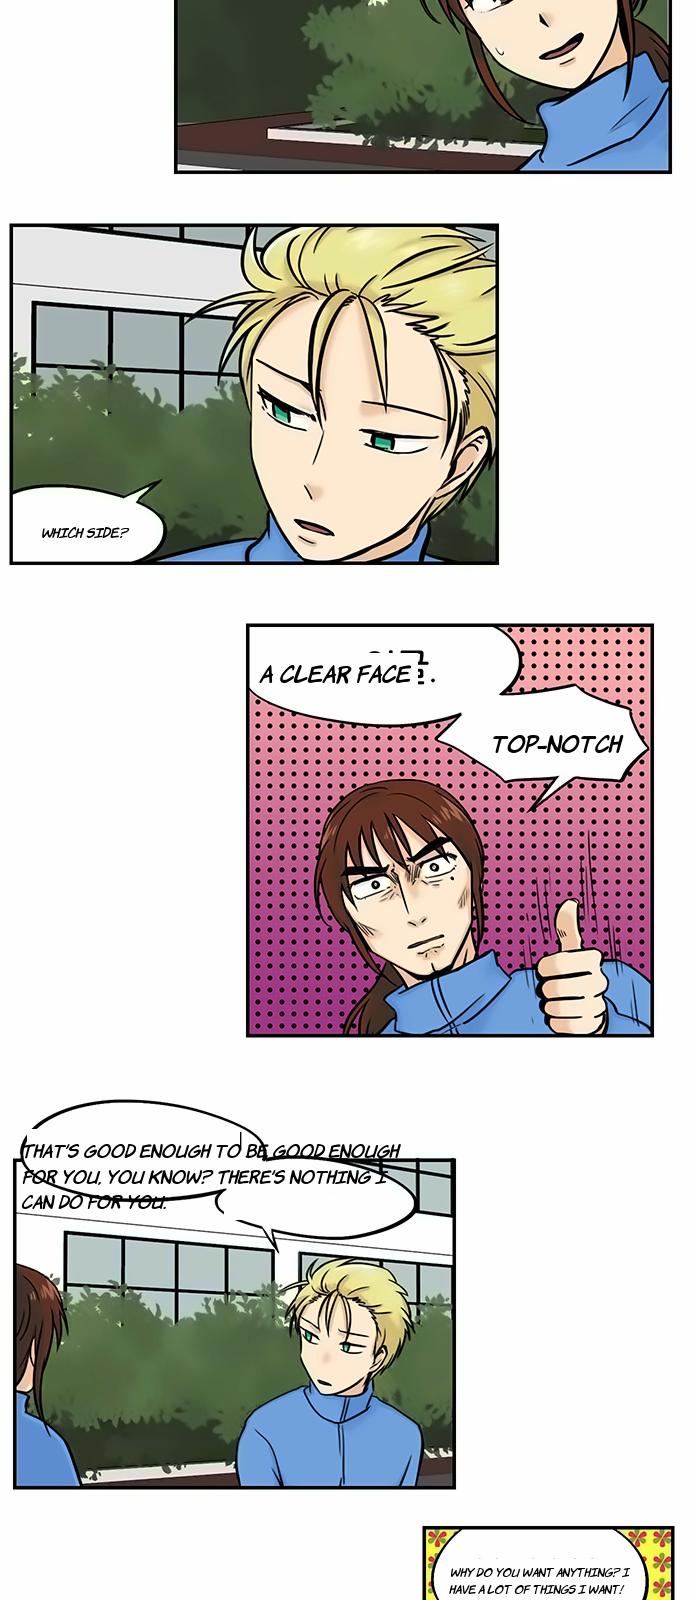 WHICH SIDE?
A CLEAR FACE .
TOP-NOTCH
THAT'S GOOD ENOUGH TO BE GOOD ENOUGH
FOR YOU, YOU KNOW? THERE'S NOTHING I
CAN DO FOR YOU.
WHY DO YOU WANT ANYTHING? I
HAVE A LOT OF THINGS I WANT!